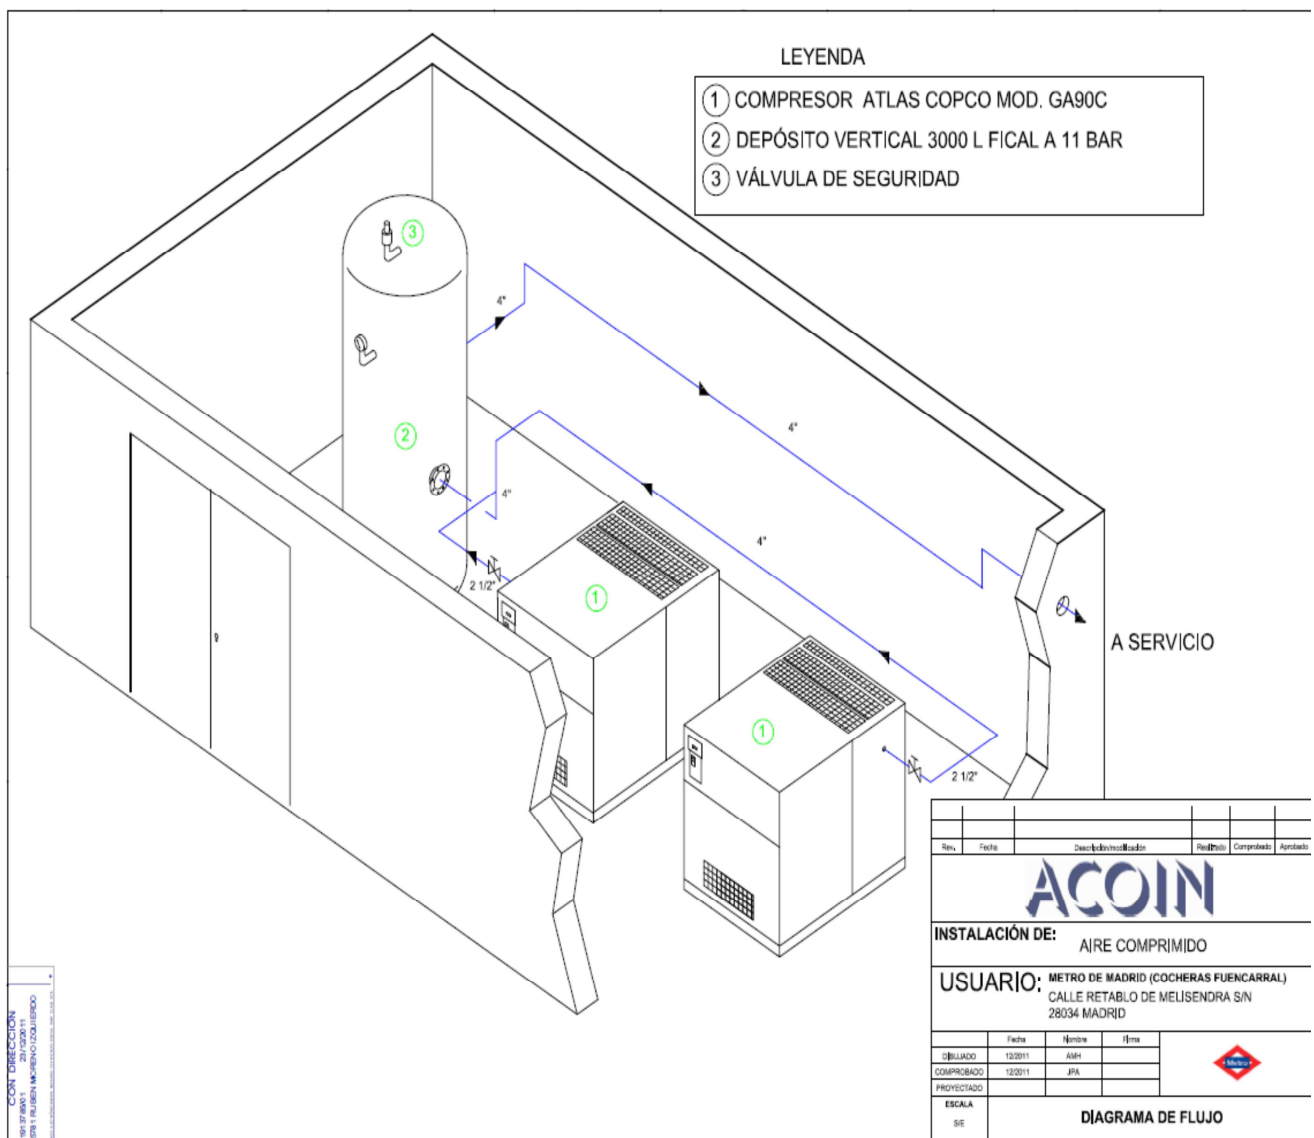 LEYENDA
1 COMPRESOR ATLAS COPCO MOD. GA90C
2 DEPÓSITO VERTICAL 3000 L FICAL A 11 BAR
3 VÁLVULA DE SEGURIDAD
3
4"
4"
2
4"
4"
2 1/2"
1
A SERVICIO
1
2 1/2"
Rev. Fecha Descripción/modificación Realizado Comprobado Aprobado
ACOIN
INSTALACIÓN DE: AIRE COMPRIMIDO
USUARIO: METRO DE MADRID (COCHERAS FUENCARRAL)
CALLE RETABLO DE MELISENDRA S/N
28034 MADRID
Fecha Nombre Firma
DIBUJADO 12/2011 AMH
COMPROBADO 12/2011 JPA
PROYECTADO
Metro
ESCALA
S/E
DIAGRAMA DE FLUJO
CON DIRECCIÓN
23/12/2011
RUBEN MORENO IZQUIERDO